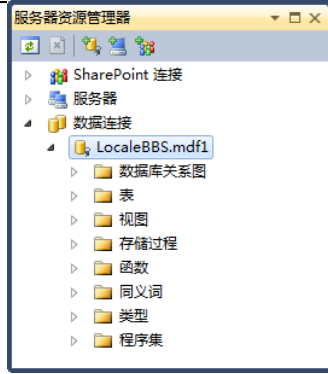 服务器资源管理器
SharePoint 连接
服务器
数据连接
LocaleBBS.mdf1
数据库关系图
表
视图
存储过程
函数
同义词
类型
程序集